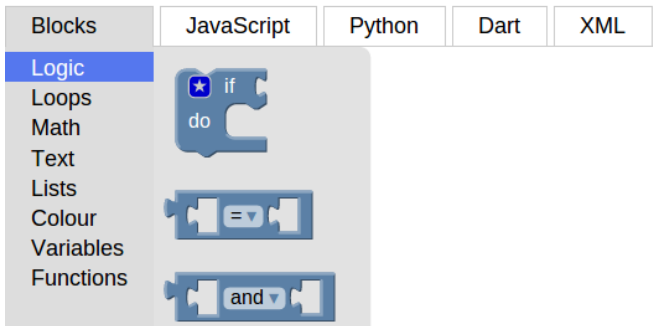 Blocks JavaScript Python Dart XML
Logic
Loops
Math
Text
Lists
Colour
Variables
Functions
if
do
= ▾
and ▾